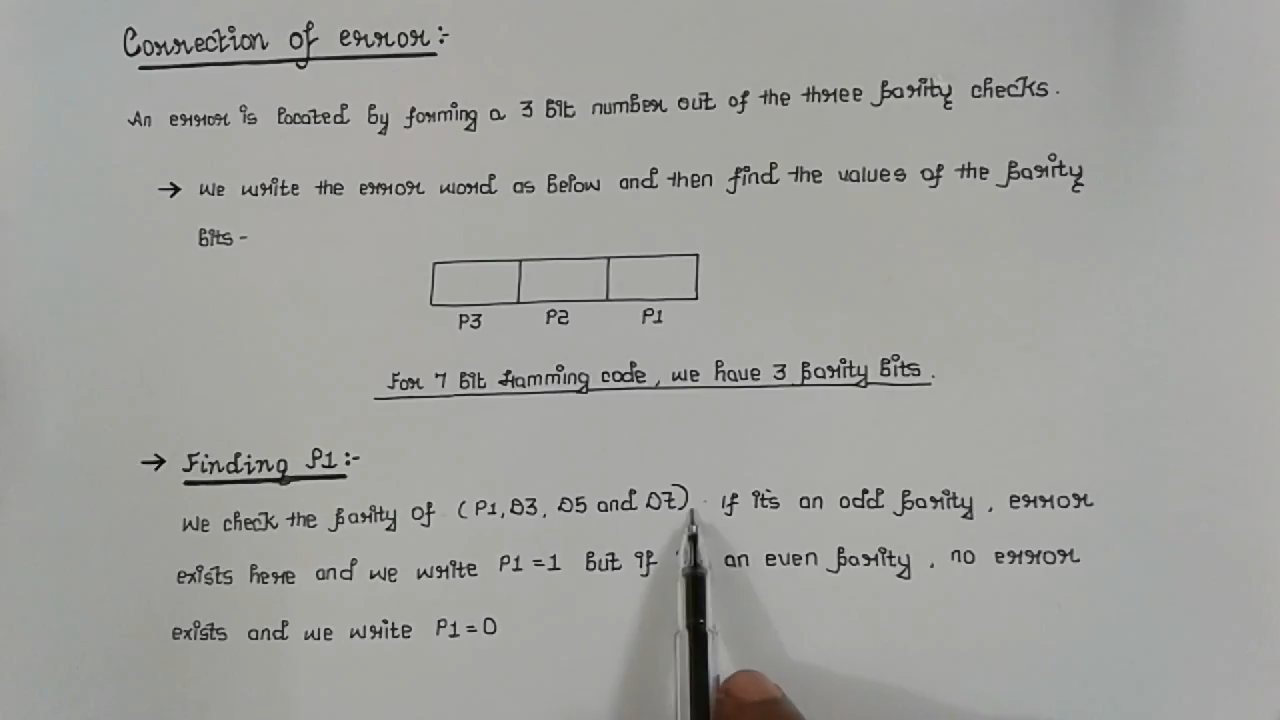 Correction of error:-
An error is located by forming a 3 bit number out of the three parity checks.
→ we write the error word as below and then find the values of the parity
bits-
P3 P2 P1
For 7 bit Hamming code, we have 3 parity bits.
→ Finding P1:-
we check the parity of (P1, D3, D5 and D7). if it's an odd parity, error
exists here and we write P1=1 but if an even parity, no error
exists and we write P1=0